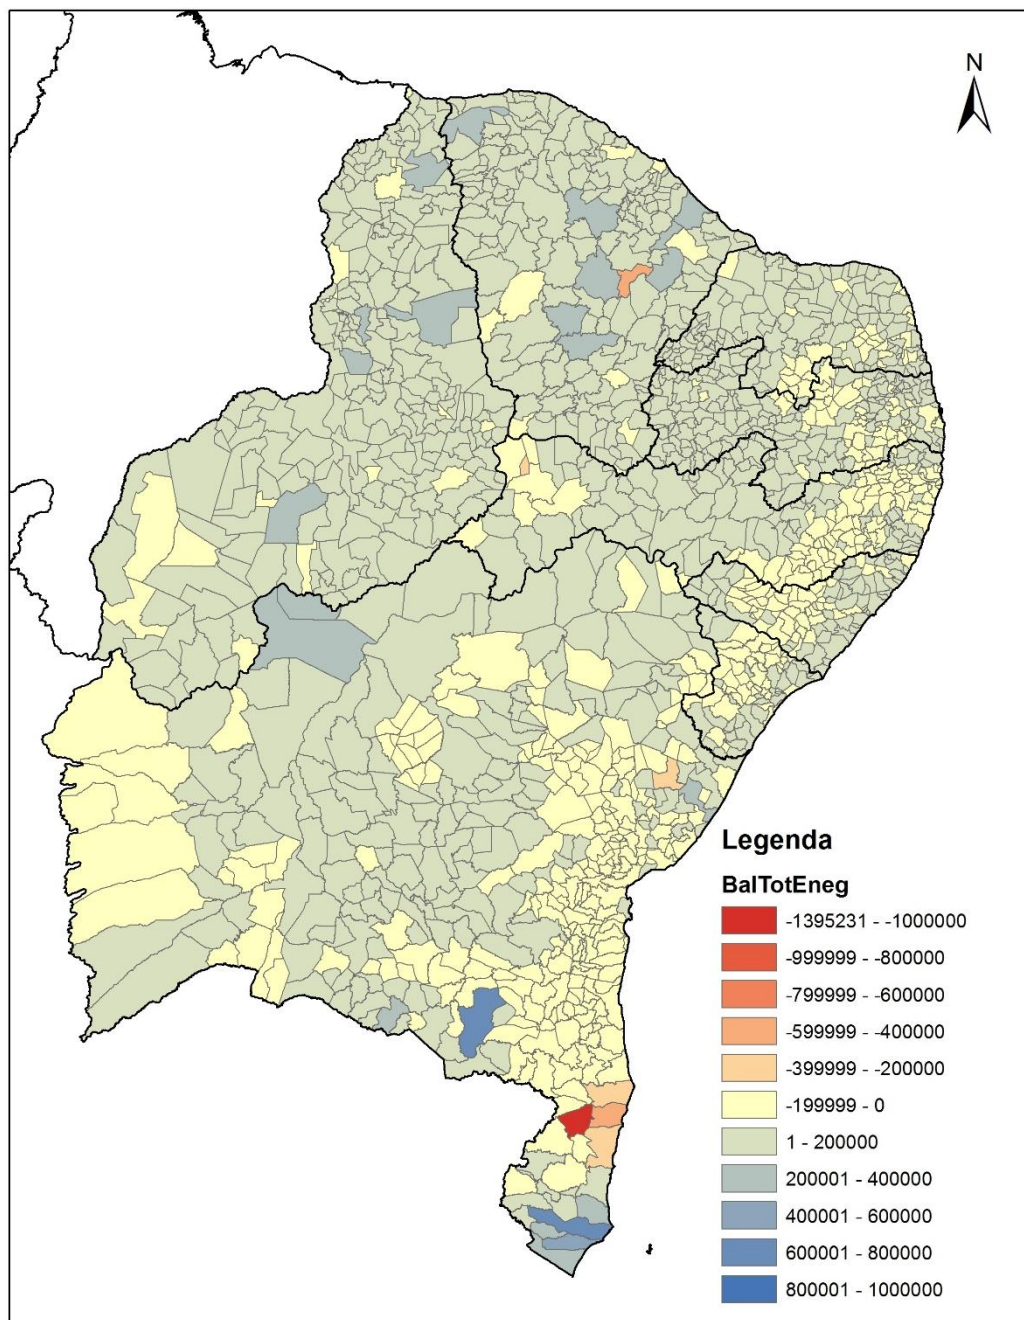 N
Legenda
BalTotEneg
-1395231 - -1000000
-999999 - -800000
-799999 - -600000
-599999 - -400000
-399999 - -200000
-199999 - 0
1 - 200000
200001 - 400000
400001 - 600000
600001 - 800000
800001 - 1000000